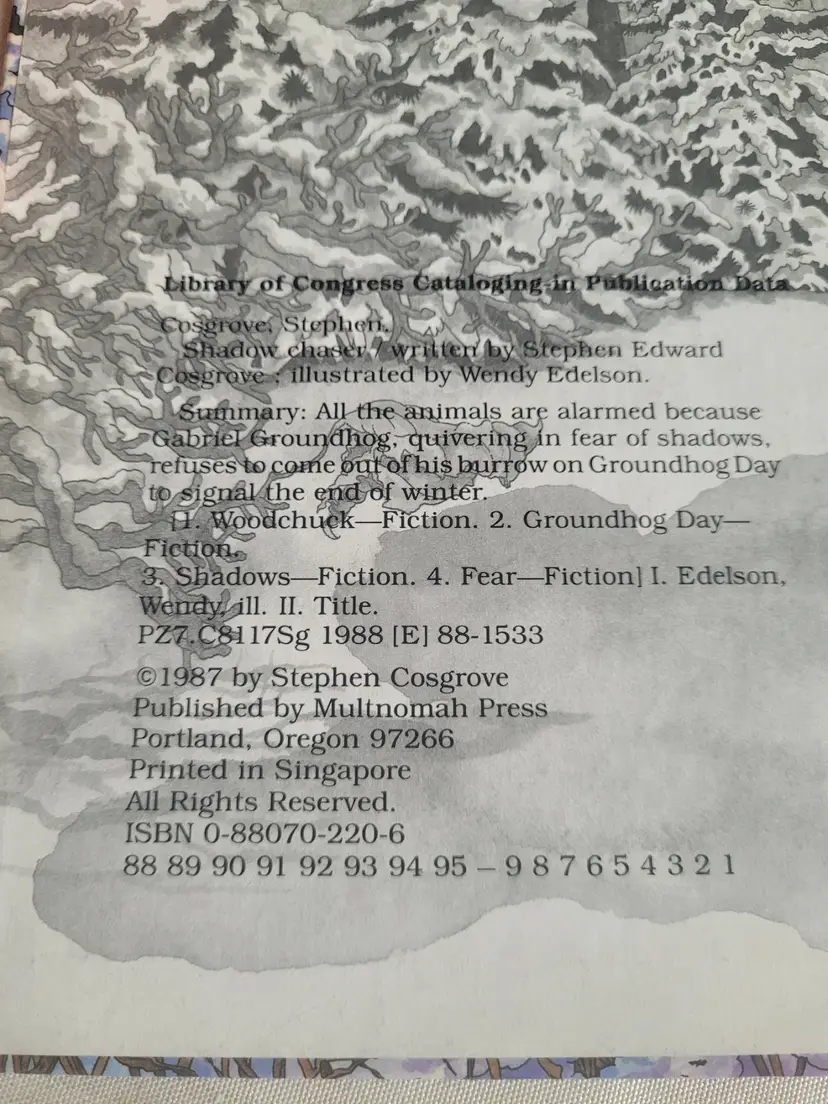 Library of Congress Cataloging-in Publication Data
Cosgrove, Stephen.
Shadow chaser / written by Stephen Edward
Cosgrove ; illustrated by Wendy Edelson.
Summary: All the animals are alarmed because
Gabriel Groundhog, quivering in fear of shadows,
refuses to come out of his burrow on Groundhog Day
to signal the end of winter.
[1. Woodchuck—Fiction. 2. Groundhog Day—
Fiction.
3. Shadows—Fiction. 4. Fear—Fiction] I. Edelson,
Wendy, ill. II. Title.
PZ7.C8117Sg 1988 [E] 88-1533
©1987 by Stephen Cosgrove
Published by Multnomah Press
Portland, Oregon 97266
Printed in Singapore
All Rights Reserved.
ISBN 0-88070-220-6
88 89 90 91 92 93 94 95 – 9 8 7 6 5 4 3 2 1